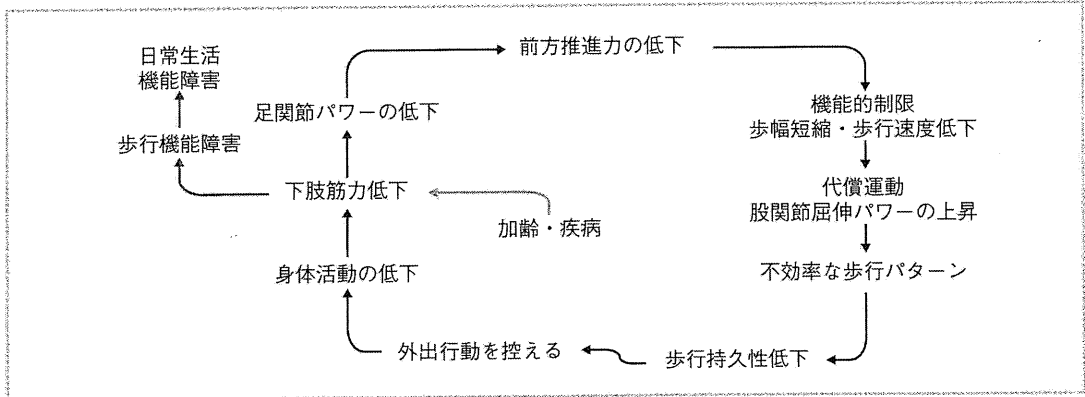 日常生活
機能障害
歩行機能障害
前方推進力の低下
足関節パワーの低下
機能的制限
歩幅短縮・歩行速度低下
下肢筋力低下
代償運動
股関節屈伸パワーの上昇
加齢・疾病
身体活動の低下
不効率な歩行パターン
外出行動を控える
歩行持久性低下